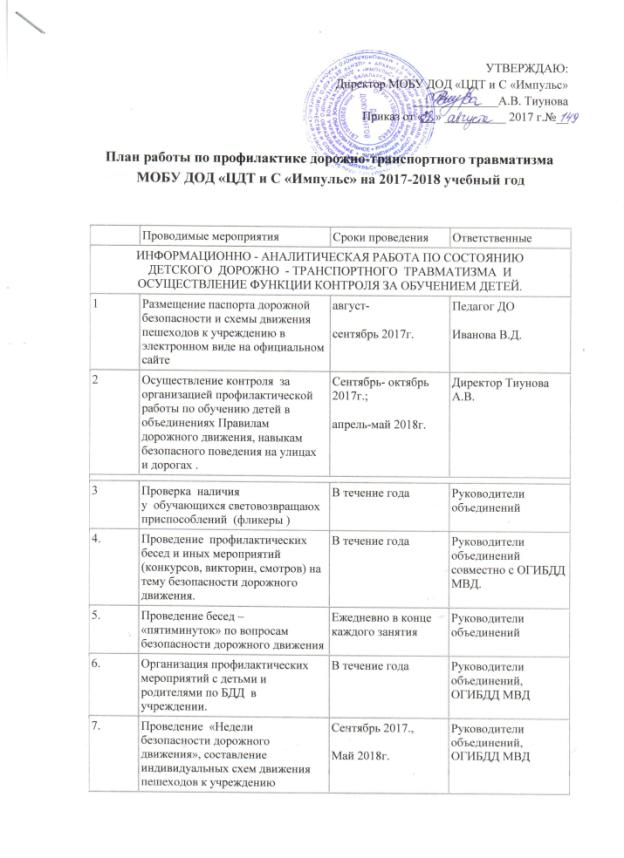 УТВЕРЖДАЮ:
Директор МОБУ ДОД «ЦДТ и С «Импульс»
А.В. Тиунова
Приказ от «28» августа 2017 г.№ 149
План работы по профилактике дорожно-транспортного травматизма
МОБУ ДОД «ЦДТ и С «Импульс» на 2017-2018 учебный год
Проводимые мероприятия Сроки проведения Ответственные
ИНФОРМАЦИОННО - АНАЛИТИЧЕСКАЯ РАБОТА ПО СОСТОЯНИЮ
ДЕТСКОГО ДОРОЖНО - ТРАНСПОРТНОГО ТРАВМАТИЗМА И
ОСУЩЕСТВЛЕНИЕ ФУНКЦИИ КОНТРОЛЯ ЗА ОБУЧЕНИЕМ ДЕТЕЙ.
1 Размещение паспорта дорожной август- Педагог ДО
безопасности и схемы движения
пешеходов к учреждению в сентябрь 2017г. Иванова В.Д.
электронном виде на официальном
сайте
2 Осуществление контроля за Сентябрь- октябрь Директор Тиунова
организацией профилактической 2017г.; А.В.
работы по обучению детей в
объединениях Правилам апрель-май 2018г.
дорожного движения, навыкам
безопасного поведения на улицах
и дорогах .
3 Проверка наличия В течение года Руководители
у обучающихся световозвращаюх объединений
приспособлений (фликеры )
4. Проведение профилактических В течение года Руководители
бесед и иных мероприятий объединений
(конкурсов, викторин, смотров) на совместно с ОГИБДД
тему безопасности дорожного МВД.
движения.
5. Проведение бесед – Ежедневно в конце Руководители
«пятиминуток» по вопросам каждого занятия объединений
безопасности дорожного движения
6. Организация профилактических В течение года Руководители
мероприятий с детьми и объединений,
родителями по БДД в ОГИБДД МВД
учреждении.
7. Проведение «Недели Сентябрь 2017., Руководители
безопасности дорожного объединений,
движения», составление Май 2018г. ОГИБДД МВД
индивидуальных схем движения
пешеходов к учреждению